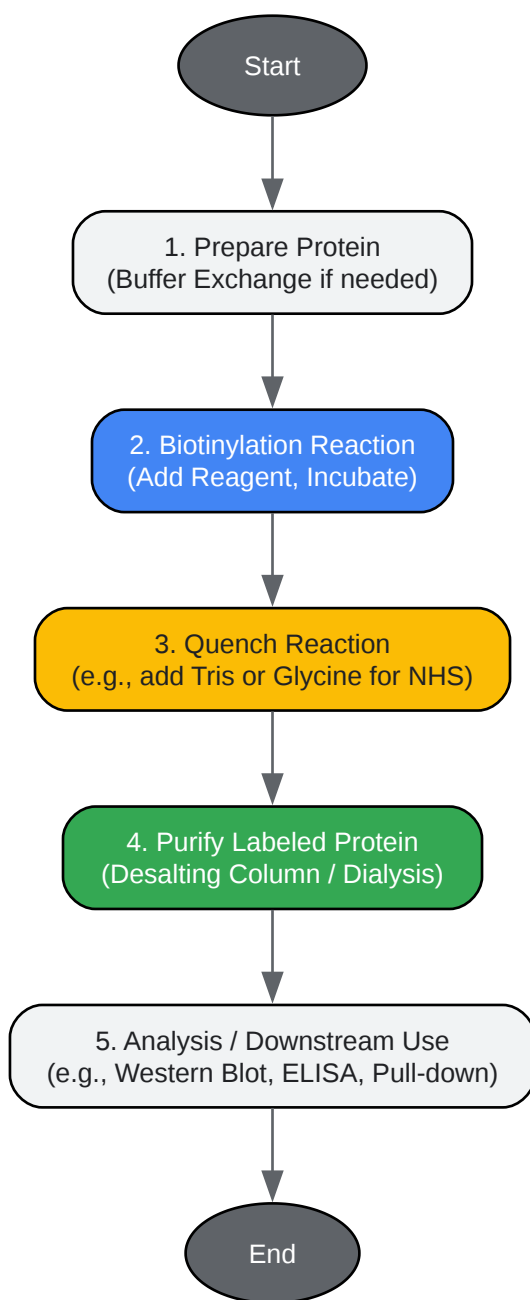 Start
1. Prepare Protein
(Buffer Exchange if needed)
2. Biotinylation Reaction
(Add Reagent, Incubate)
3. Quench Reaction
(e.g., add Tris or Glycine for NHS)
4. Purify Labeled Protein
(Desalting Column / Dialysis)
5. Analysis / Downstream Use
(e.g., Western Blot, ELISA, Pull-down)
End